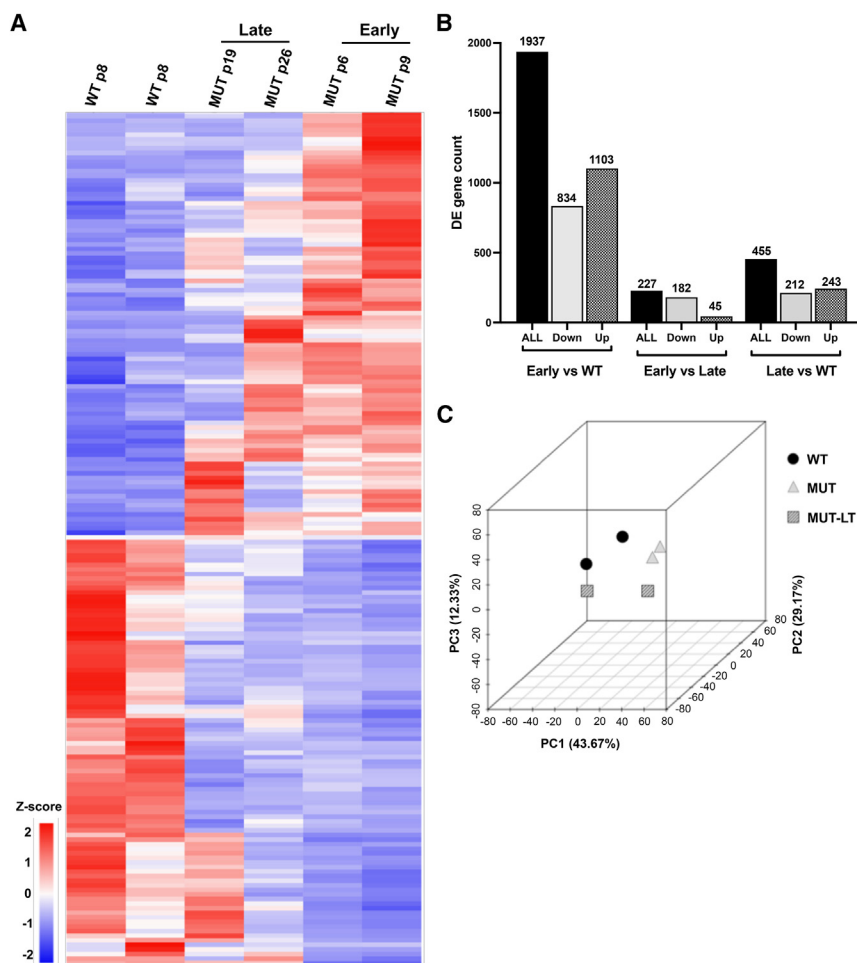 A
Late
Early
WT p8
WT p8
MUT p19
MUT p26
MUT p6
MUT p9
Z-score
2
1
0
-1
-2
B
DE gene count
2000
1500
1000
500
0
1937
834
1103
227
182
45
455
212
243
ALL Down Up ALL Down Up ALL Down Up
Early vs WT Early vs Late Late vs WT
C
WT
MUT
MUT-LT
PC3 (12.33%)
80
60
40
20
0
-20
-40
-60
-80
-80 -60 -40 -20 0 20 40 60 80
PC1 (43.67%)
-80
-60
-40
-20
0
20
40
60
80
PC2 (29.17%)